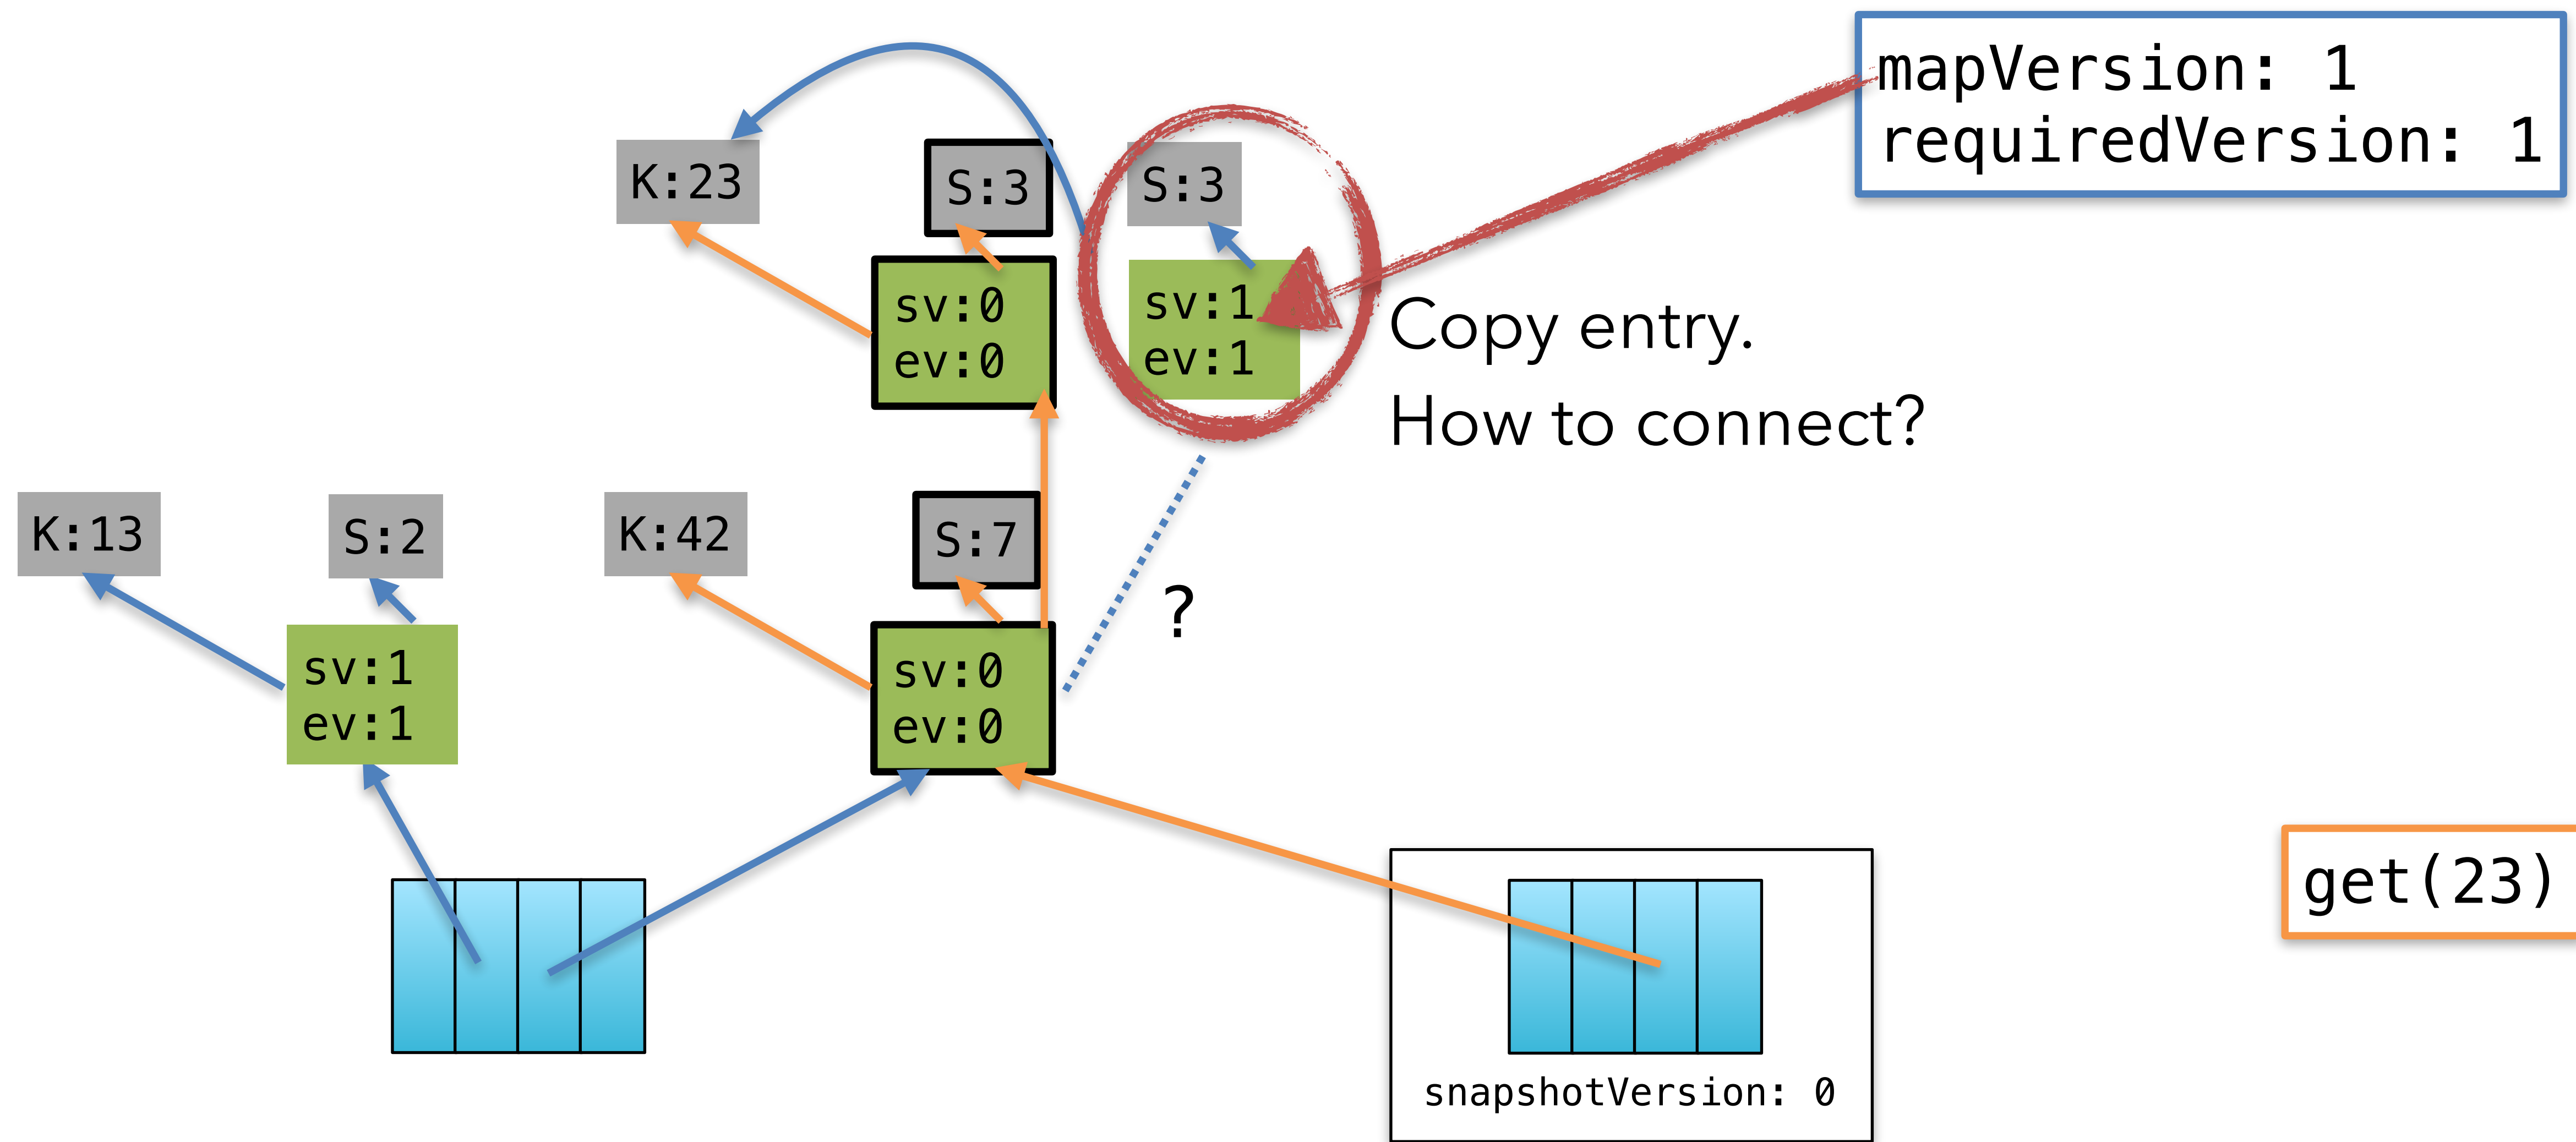 mapVersion: 1
requiredVersion: 1
K:23
S:3
S:3
sv:0
ev:0
sv:1
ev:1
Copy entry.
How to connect?
K:13
S:2
K:42
S:7
?
sv:1
ev:1
sv:0
ev:0
get(23)
snapshotVersion: 0